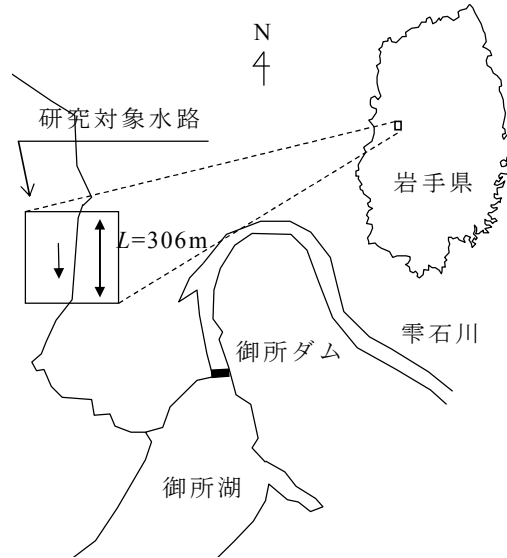 N
研究対象水路
岩手県
L=306m
雫石川
御所ダム
御所湖